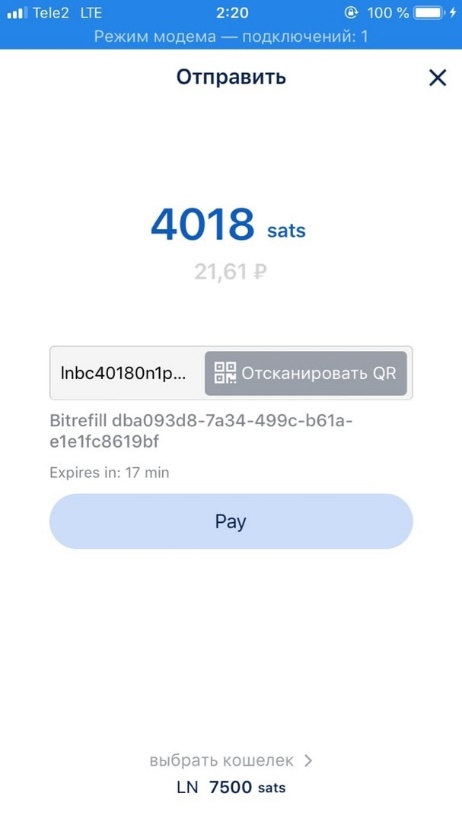 Tele2 LTE 2:20 100 %
Режим модема — подключений: 1
Отправить
4018 sats
21,61 ₽
lnbc40180n1p... Отсканировать QR
Bitrefill dba093d8-7a34-499c-b61a-
e1e1fc8619bf
Expires in: 17 min
Pay
выбрать кошелек
LN 7500 sats